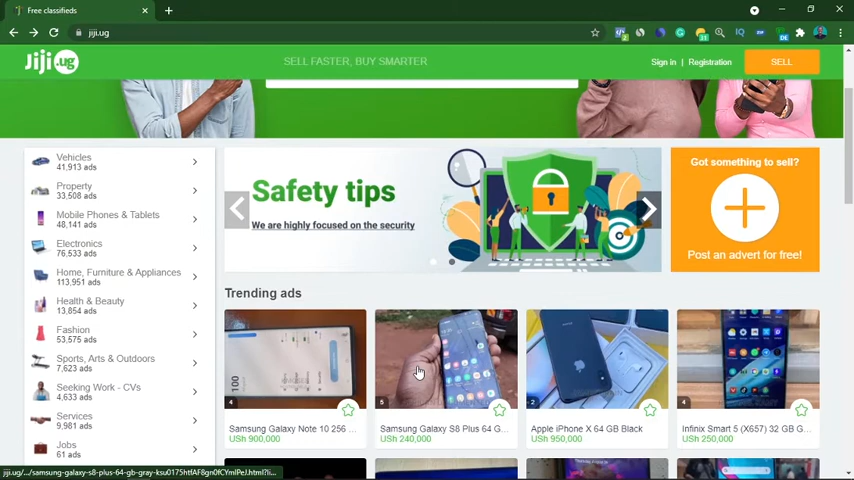 Free classifieds
jiji.ug
Jiji.ug
SELL FASTER, BUY SMARTER
Sign in | Registration
SELL
Vehicles
41,913 ads
Property
33,508 ads
Mobile Phones & Tablets
48,141 ads
Electronics
76,533 ads
Home, Furniture & Appliances
113,951 ads
Health & Beauty
13,854 ads
Fashion
53,575 ads
Sports, Arts & Outdoors
7,623 ads
Seeking Work - CVs
4,633 ads
Services
9,981 ads
Jobs
61 ads
Safety tips
We are highly focused on the security
Got something to sell?
Post an advert for free!
Trending ads
4
Samsung Galaxy Note 10 256 ...
USh 900,000
5
Samsung Galaxy S8 Plus 64 G...
USh 240,000
2
Apple iPhone X 64 GB Black
USh 950,000
4
Infinix Smart 5 (X657) 32 GB G...
USh 250,000